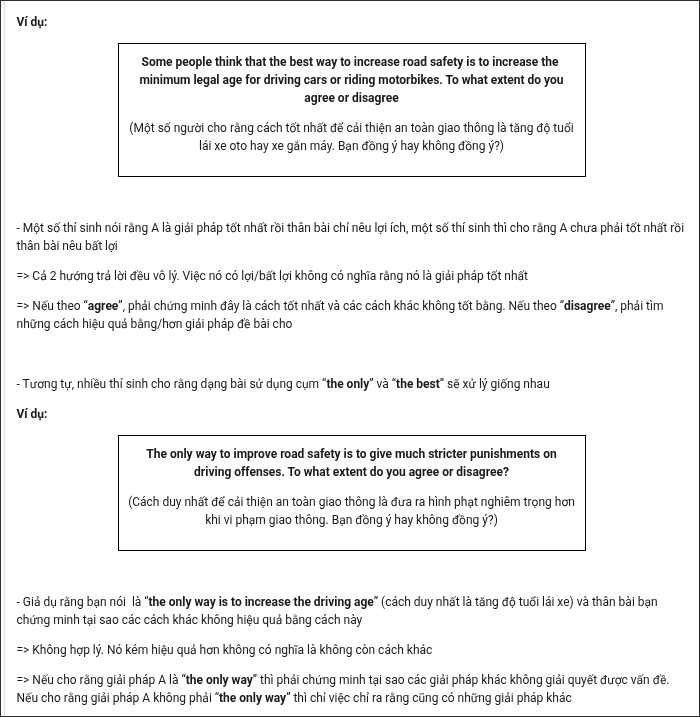 Ví dụ:
Some people think that the best way to increase road safety is to increase the
minimum legal age for driving cars or riding motorbikes. To what extent do you
agree or disagree
(Một số người cho rằng cách tốt nhất để cải thiện an toàn giao thông là tăng độ tuổi
lái xe oto hay xe gắn máy. Bạn đồng ý hay không đồng ý?)
- Một số thí sinh nói rằng A là giải pháp tốt nhất rồi thân bài chỉ nêu lợi ích, một số thí sinh thì cho rằng A chưa phải tốt nhất rồi
thân bài nêu bất lợi
=> Cả 2 hướng trả lời đều vô lý. Việc nó có lợi/bất lợi không có nghĩa rằng nó là giải pháp tốt nhất
=> Nếu theo “agree”, phải chứng minh đây là cách tốt nhất và các cách khác không tốt bằng. Nếu theo “disagree”, phải tìm
những cách hiệu quả bằng/hơn giải pháp đề bài cho
- Tương tự, nhiều thí sinh cho rằng dạng bài sử dụng cụm “the only” và “the best” sẽ xử lý giống nhau
Ví dụ:
The only way to improve road safety is to give much stricter punishments on
driving offenses. To what extent do you agree or disagree?
(Cách duy nhất để cải thiện an toàn giao thông là đưa ra hình phạt nghiêm trọng hơn
khi vi phạm giao thông. Bạn đồng ý hay không đồng ý?)
- Giả dụ rằng bạn nói là “the only way is to increase the driving age” (cách duy nhất là tăng độ tuổi lái xe) và thân bài bạn
chứng minh tại sao các cách khác không hiệu quả bằng cách này
=> Không hợp lý. Nó kém hiệu quả hơn không có nghĩa là không còn cách khác
=> Nếu cho rằng giải pháp A là “the only way” thì phải chứng minh tại sao các giải pháp khác không giải quyết được vấn đề.
Nếu cho rằng giải pháp A không phải “the only way” thì chỉ việc chỉ ra rằng cũng có những giải pháp khác